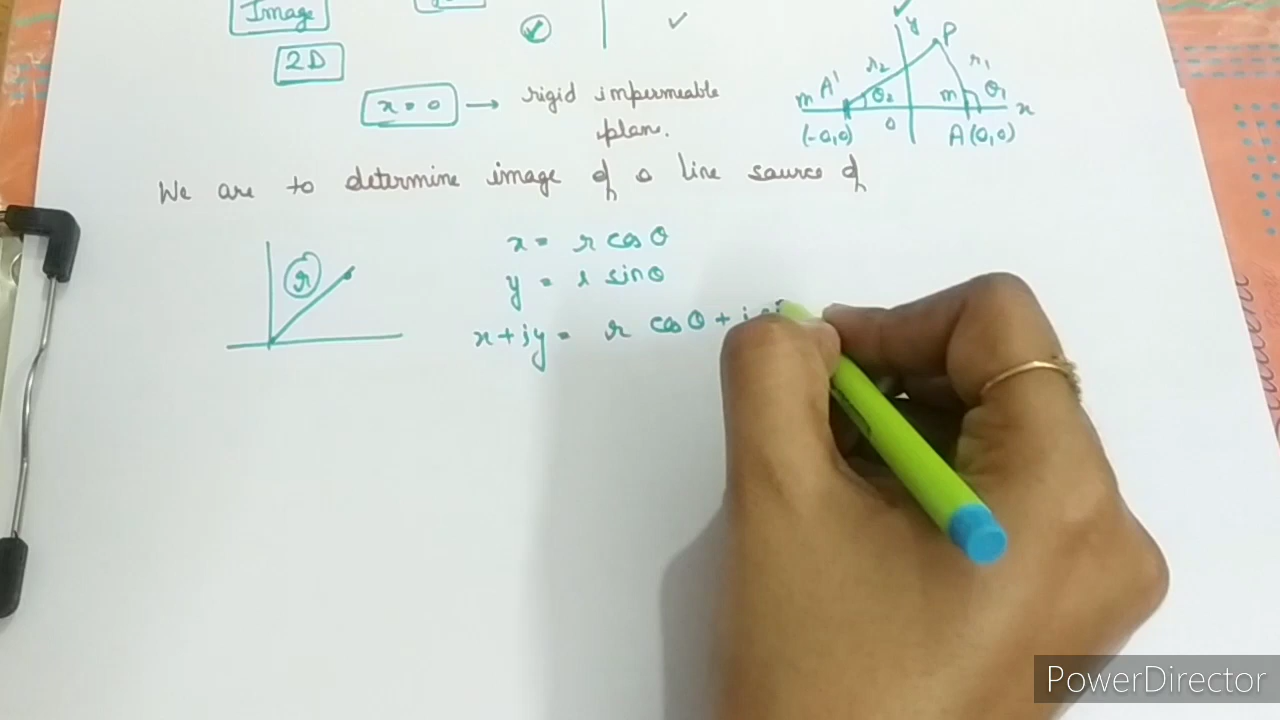 Image
2D
x = 0 → rigid impermeable
plan.
y
P
r2
r1
m A'
θ2
m
θ1
x
(-a,0)
0
A(a,0)
We are to determine image of a line source of
r
x = r cos θ
y = r sin θ
x + iy = r cos θ + i si
PowerDirector